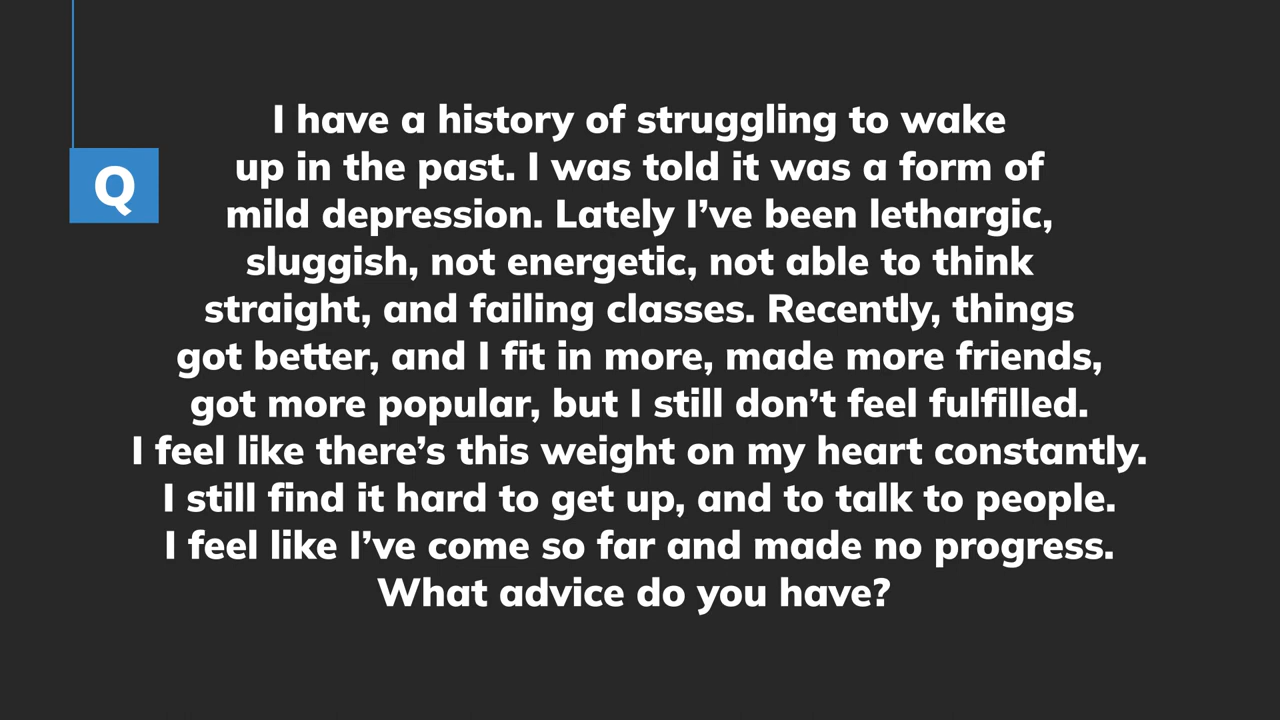 Q
I have a history of struggling to wake
up in the past. I was told it was a form of
mild depression. Lately I’ve been lethargic,
sluggish, not energetic, not able to think
straight, and failing classes. Recently, things
got better, and I fit in more, made more friends,
got more popular, but I still don’t feel fulfilled.
I feel like there’s this weight on my heart constantly.
I still find it hard to get up, and to talk to people.
I feel like I’ve come so far and made no progress.
What advice do you have?